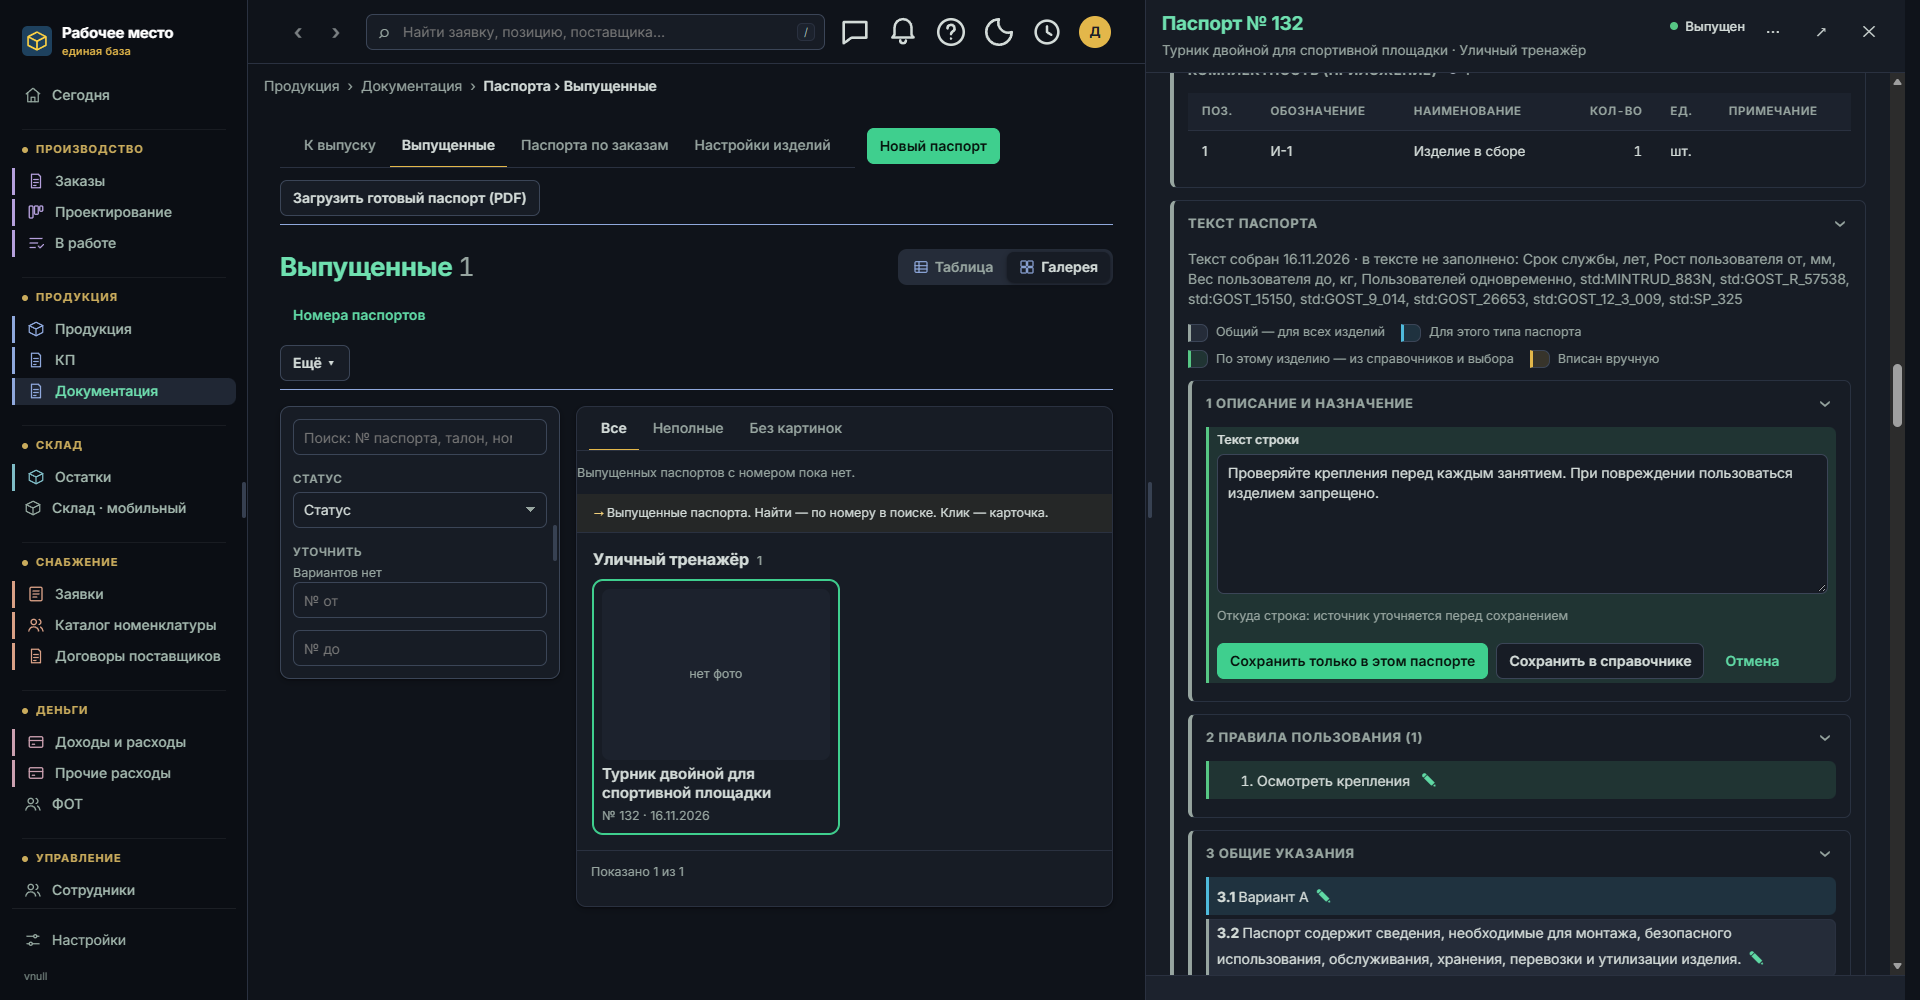 Рабочее место
единая база
Сегодня
ПРОИЗВОДСТВО
Заказы
Проектирование
В работе
ПРОДУКЦИЯ
Продукция
КП
Документация
СКЛАД
Остатки
Склад · мобильный
СНАБЖЕНИЕ
Заявки
Каталог номенклатуры
Договоры поставщиков
ДЕНЬГИ
Доходы и расходы
Прочие расходы
ФОТ
УПРАВЛЕНИЕ
Сотрудники
Настройки
vnull
Найти заявку, позицию, поставщика... /
Д
Продукция › Документация › Паспорта › Выпущенные
К выпуску Выпущенные Паспорта по заказам Настройки изделий Новый паспорт
Загрузить готовый паспорт (PDF)
Выпущенные 1
Таблица Галерея
Номера паспортов
Ещё ▾
Поиск: № паспорта, талон, ног
СТАТУС
Статус
УТОЧНИТЬ
Вариантов нет
№ от
№ до
Все Неполные Без картинок
Выпущенных паспортов с номером пока нет.
→ Выпущенные паспорта. Найти — по номеру в поиске. Клик — карточка.
Уличный тренажёр 1
нет фото
Турник двойной для
спортивной площадки
№ 132 · 16.11.2026
Показано 1 из 1
Паспорт № 132
Выпущен ...
Турник двойной для спортивной площадки · Уличный тренажёр
ПОЗ. ОБОЗНАЧЕНИЕ НАИМЕНОВАНИЕ КОЛ-ВО ЕД. ПРИМЕЧАНИЕ
1 И-1 Изделие в сборе 1 шт.
ТЕКСТ ПАСПОРТА
Текст собран 16.11.2026 · в тексте не заполнено: Срок службы, лет, Рост пользователя от, мм,
Вес пользователя до, кг, Пользователей одновременно, std:MINTRUD_883N, std:GOST_R_57538,
std:GOST_15150, std:GOST_9_014, std:GOST_26653, std:GOST_12_3_009, std:SP_325
Общий — для всех изделий Для этого типа паспорта
По этому изделию — из справочников и выбора Вписан вручную
1 ОПИСАНИЕ И НАЗНАЧЕНИЕ
Текст строки
Проверяйте крепления перед каждым занятием. При повреждении пользоваться
изделием запрещено.
Откуда строка: источник уточняется перед сохранением
Сохранить только в этом паспорте Сохранить в справочнике Отмена
2 ПРАВИЛА ПОЛЬЗОВАНИЯ (1)
1. Осмотреть крепления
3 ОБЩИЕ УКАЗАНИЯ
3.1 Вариант А
3.2 Паспорт содержит сведения, необходимые для монтажа, безопасного
использования, обслуживания, хранения, перевозки и утилизации изделия.